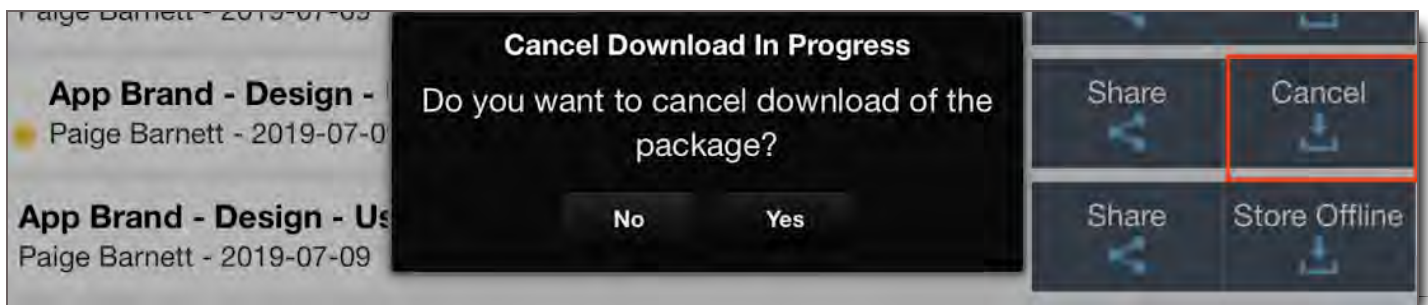 Paige Barnett - 2019-07-09
Cancel Download In Progress
App Brand - Design -
Do you want to cancel download of the
package?
Share
Cancel
Paige Barnett - 2019-07-0
No
Yes
App Brand - Design - Us
Share
Store Offline
Paige Barnett - 2019-07-09